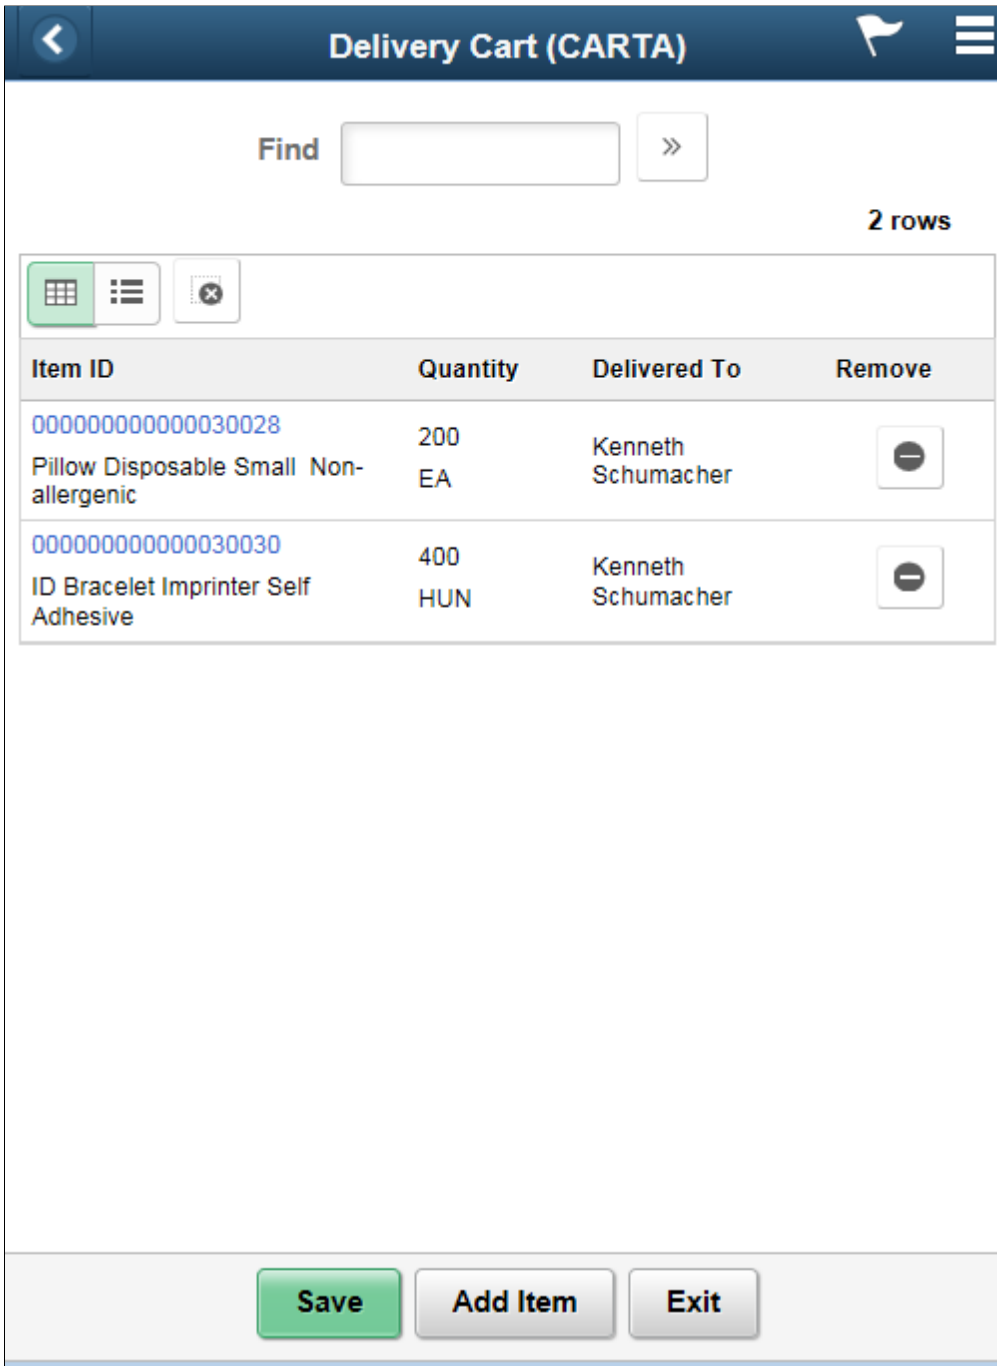 Delivery Cart (CARTA)
Find
»
2 rows
Item ID Quantity Delivered To Remove
000000000000030028
Pillow Disposable Small  Non-
allergenic
200
EA
Kenneth
Schumacher
000000000000030030
ID Bracelet Imprinter Self
Adhesive
400
HUN
Kenneth
Schumacher
Save Add Item Exit